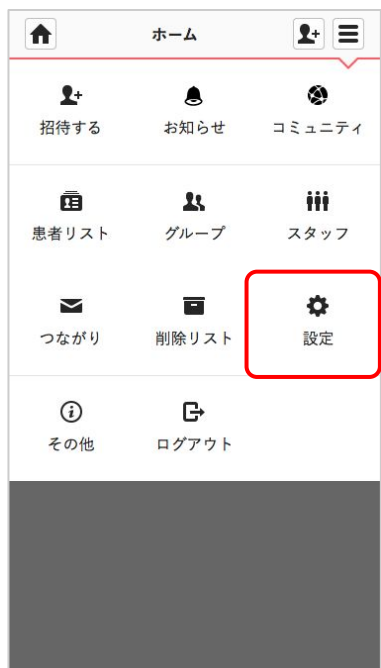 ホーム
招待する お知らせ コミュニティ
患者リスト グループ スタッフ
つながり 削除リスト 設定
その他 ログアウト